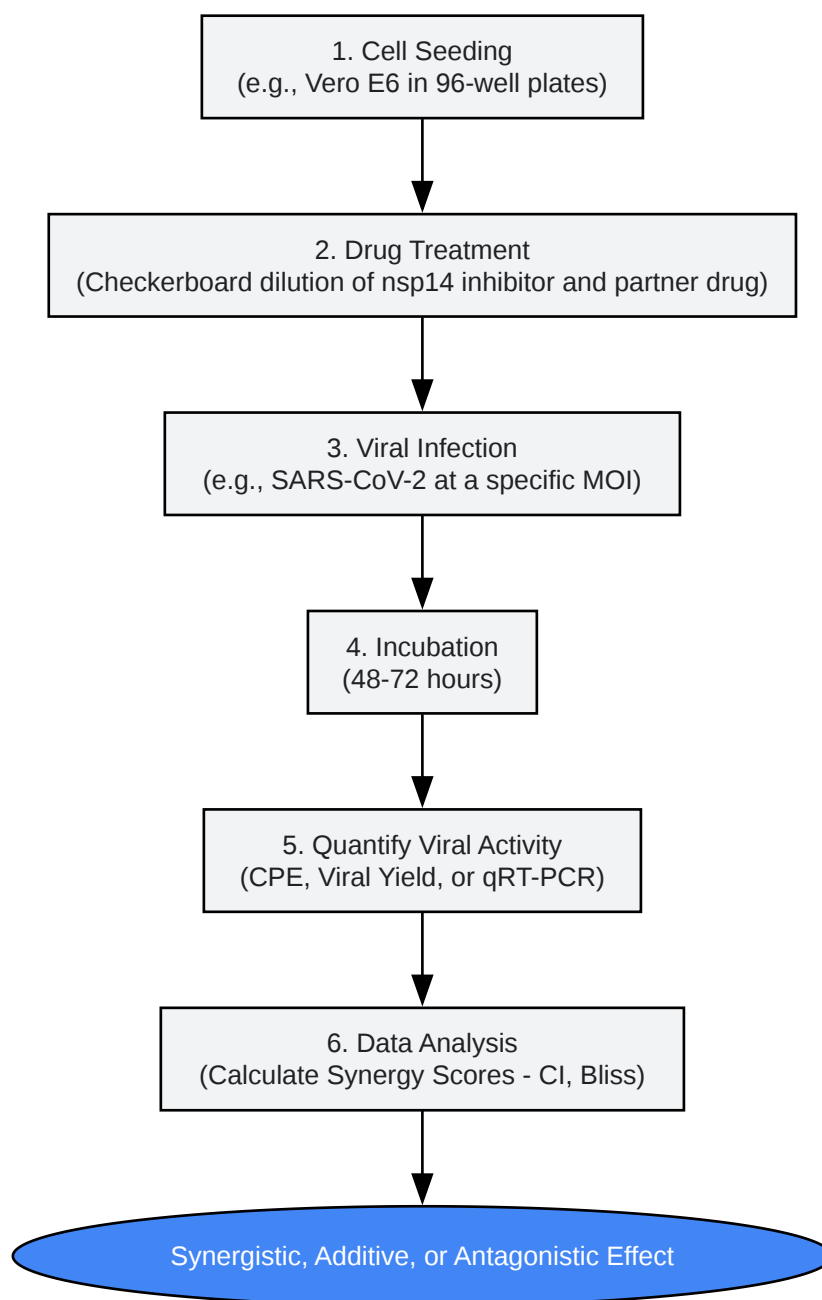 1. Cell Seeding
(e.g., Vero E6 in 96-well plates)
2. Drug Treatment
(Checkerboard dilution of nsp14 inhibitor and partner drug)
3. Viral Infection
(e.g., SARS-CoV-2 at a specific MOI)
4. Incubation
(48-72 hours)
5. Quantify Viral Activity
(CPE, Viral Yield, or qRT-PCR)
6. Data Analysis
(Calculate Synergy Scores - CI, Bliss)
Synergistic, Additive, or Antagonistic Effect